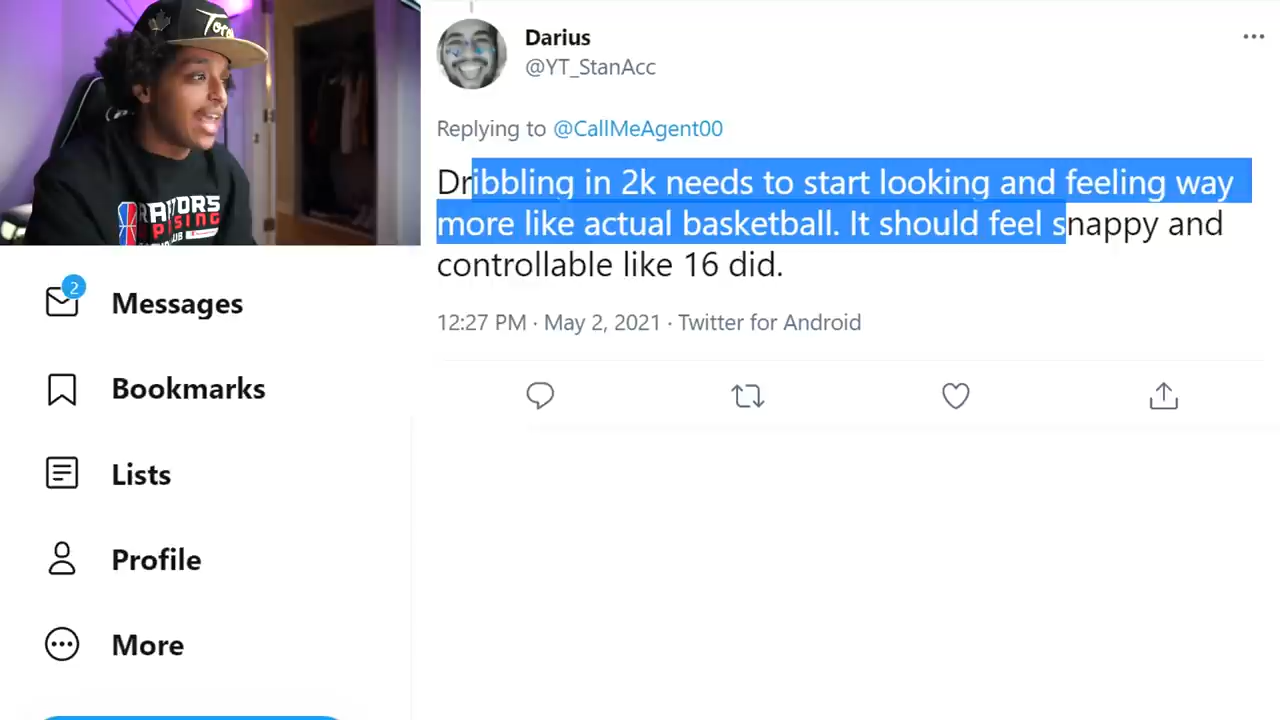 Darius
@YT_StanAcc
Replying to @CallMeAgent00
Dribbling in 2k needs to start looking and feeling way
more like actual basketball. It should feel snappy and
controllable like 16 did.
12:27 PM · May 2, 2021 · Twitter for Android
2
Messages
Bookmarks
Lists
Profile
More
RAPTORS
UPRISING